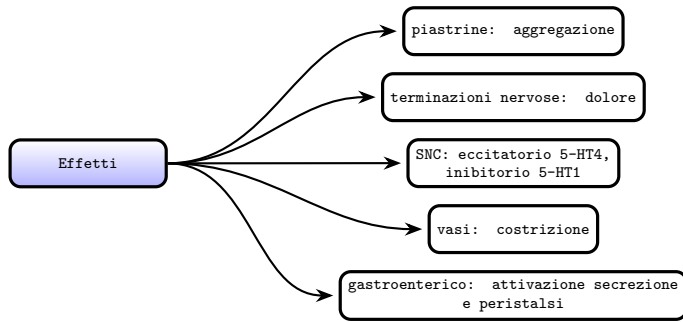 piastrine: aggregazione
terminazioni nervose: dolore
Effetti
SNC: eccitatorio 5-HT4,
inibitorio 5-HT1
vasi: costrizione
gastroenterico: attivazione secrezione
e peristalsi